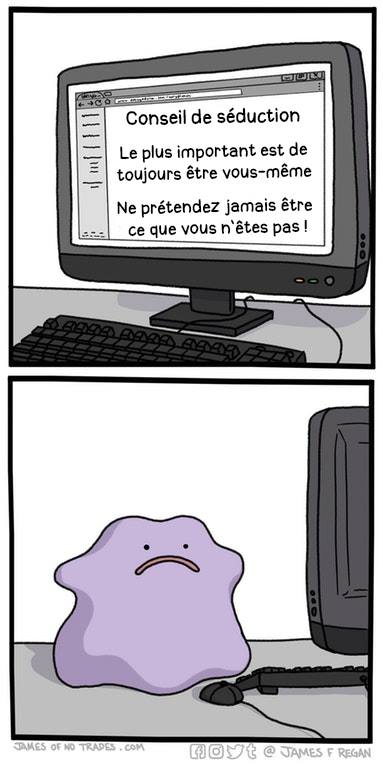 Conseil de séduction
Le plus important est de
toujours être vous-même
Ne prétendez jamais être
ce que vous n'êtes pas !
JAMES OF NO TRADES.COM
@ JAMES F REGAN